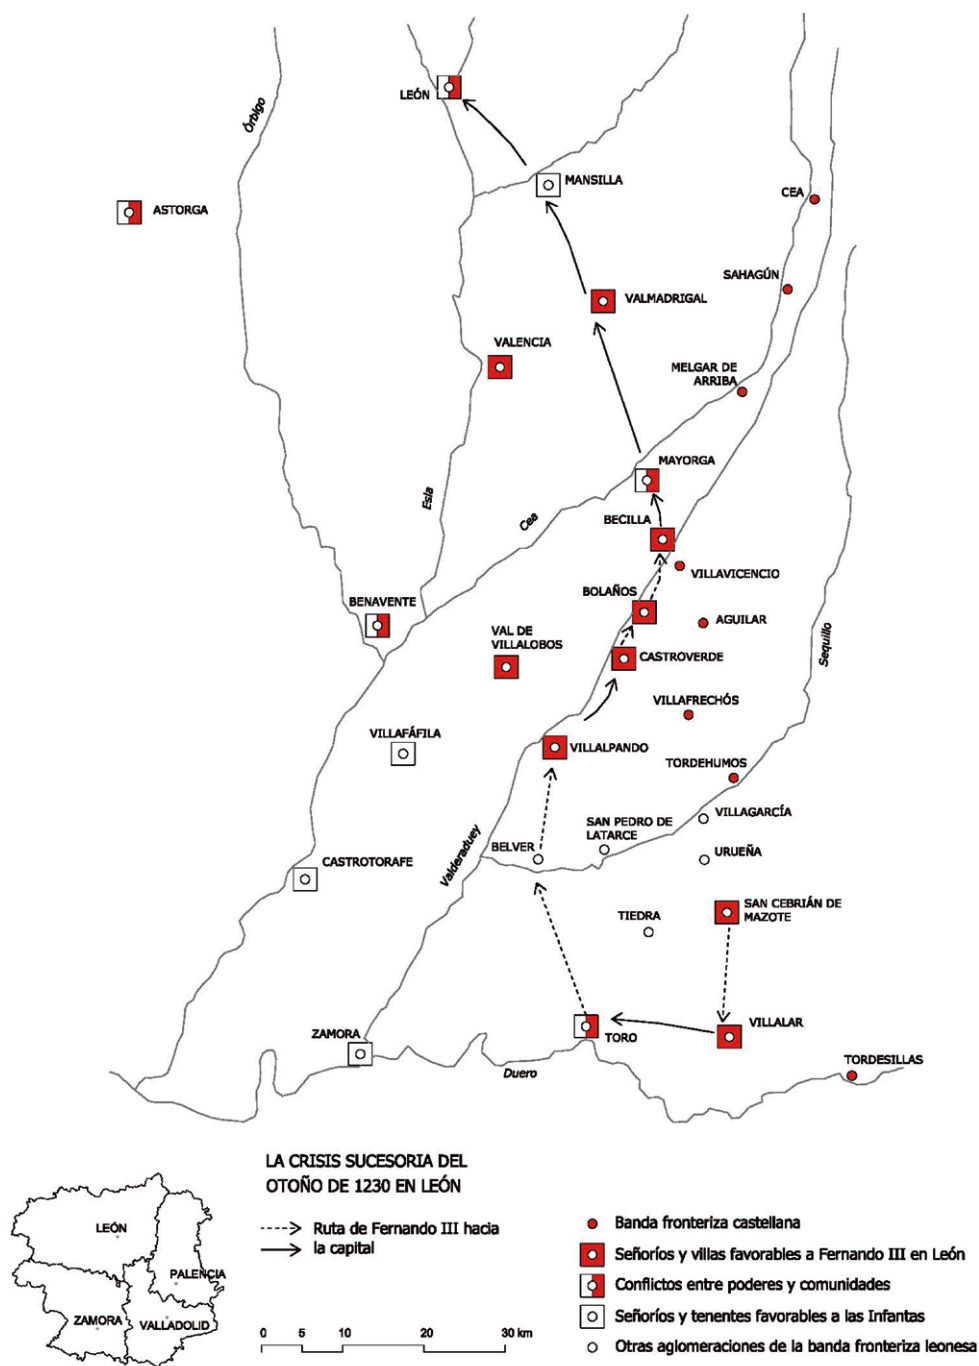 LEÓN
Órbigo
MANSILLA
CEA
ASTORGA
SAHAGÚN
VALMADRIGAL
VALENCIA
MELGAR DE
ARRIBA
MAYORGA
Esla
Cea
BECILLA
VILLAVICENCIO
BOLAÑOS
BENAVENTE
AGUILAR
VAL DE
VILLALOBOS
CASTROVERDE
Sequillo
VILLAFRECHÓS
VILLAFÁFILA
VILLALPANDO
TORDEHUMOS
VILLAGARCÍA
SAN PEDRO DE
LATARCE
BELVER
URUEÑA
Valderaduey
CASTROTORAFE
SAN CEBRIÁN DE
MAZOTE
TIEDRA
VILLALAR
ZAMORA
TORO
TORDESILLAS
Duero
LA CRISIS SUCESORIA DEL
OTOÑO DE 1230 EN LEÓN
Ruta de Fernando III hacia
la capital
LEÓN
PALENCIA
ZAMORA
VALLADOLID
0 5 10 20 30 km
Banda fronteriza castellana
Señoríos y villas favorables a Fernando III en León
Conflictos entre poderes y comunidades
Señoríos y tenentes favorables a las Infantas
Otras aglomeraciones de la banda fronteriza leonesa